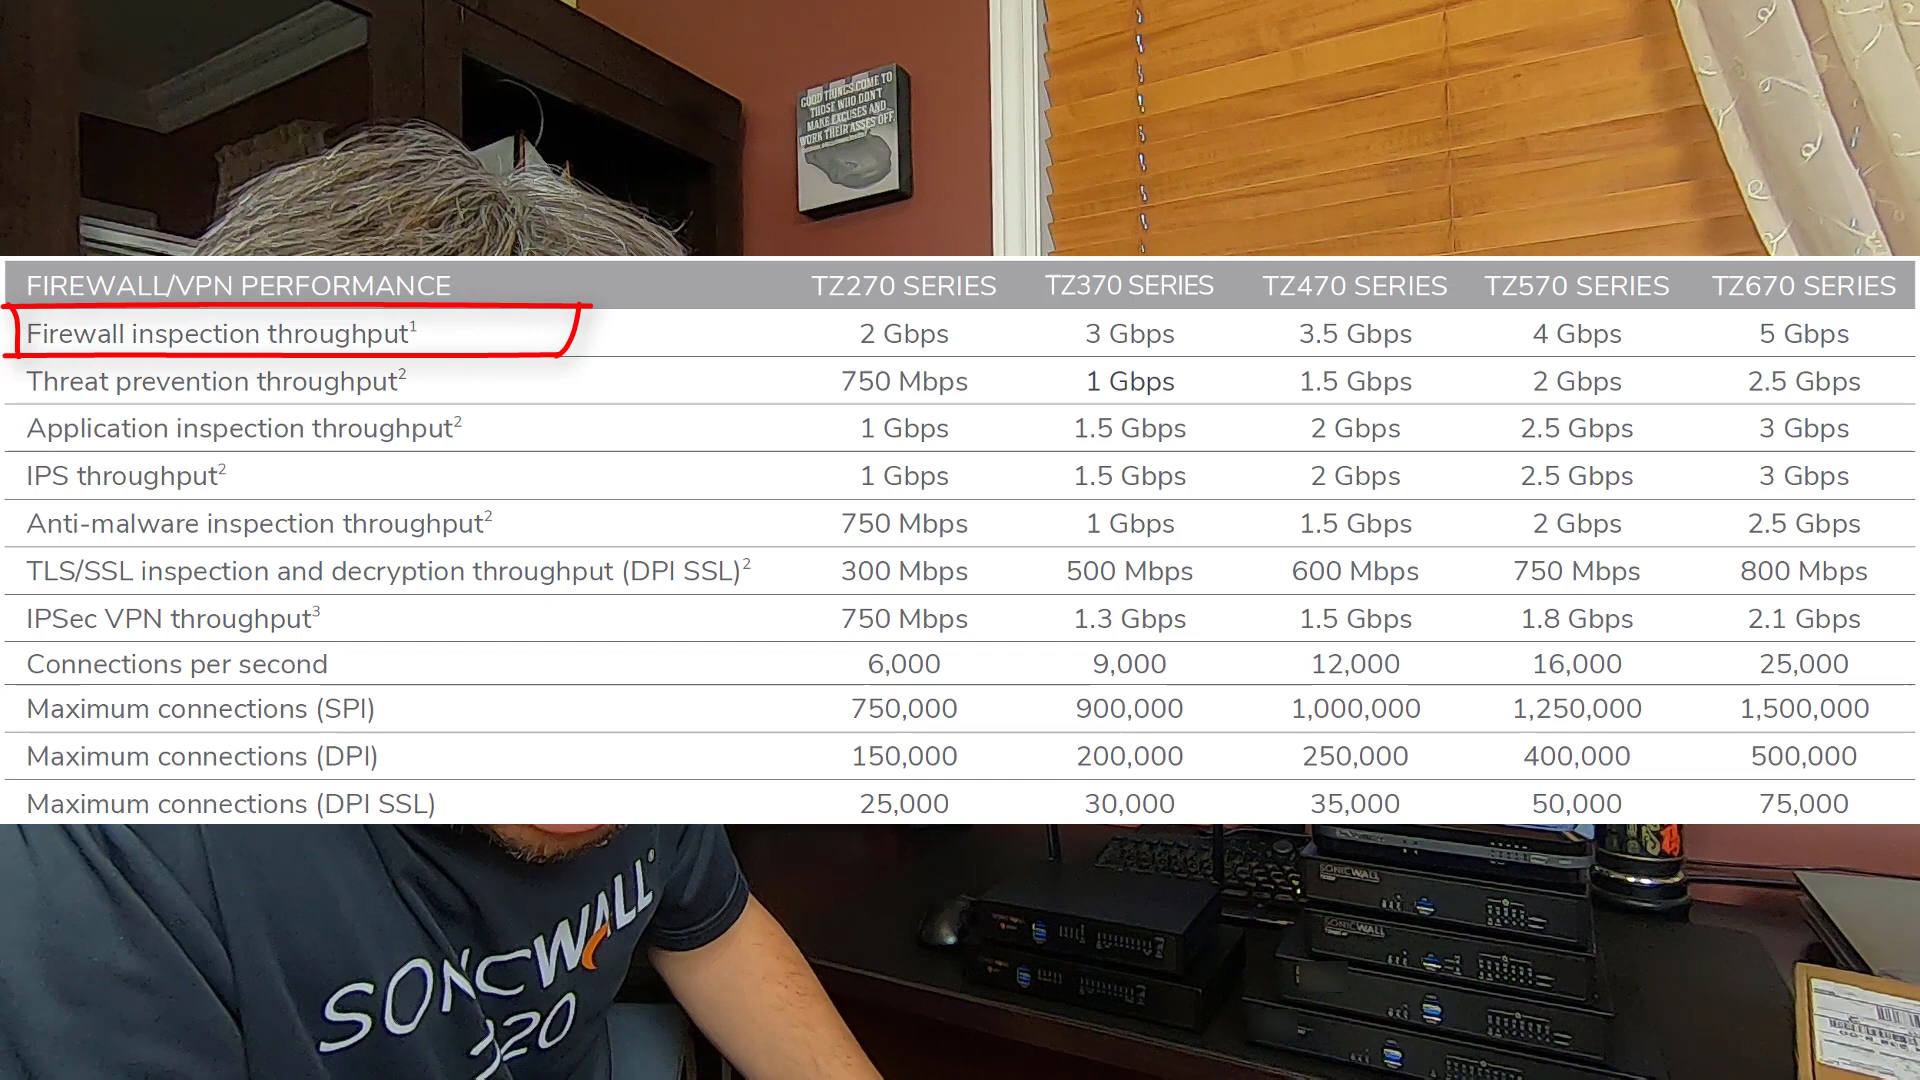 GOOD THINGS COME TO
THOSE WHO DON'T
MAKE EXCUSES AND
WORK THEIR ASSES OFF.
FIREWALL/VPN PERFORMANCE TZ270 SERIES TZ370 SERIES TZ470 SERIES TZ570 SERIES TZ670 SERIES
Firewall inspection throughput¹ 2 Gbps 3 Gbps 3.5 Gbps 4 Gbps 5 Gbps
Threat prevention throughput² 750 Mbps 1 Gbps 1.5 Gbps 2 Gbps 2.5 Gbps
Application inspection throughput² 1 Gbps 1.5 Gbps 2 Gbps 2.5 Gbps 3 Gbps
IPS throughput² 1 Gbps 1.5 Gbps 2 Gbps 2.5 Gbps 3 Gbps
Anti-malware inspection throughput² 750 Mbps 1 Gbps 1.5 Gbps 2 Gbps 2.5 Gbps
TLS/SSL inspection and decryption throughput (DPI SSL)² 300 Mbps 500 Mbps 600 Mbps 750 Mbps 800 Mbps
IPSec VPN throughput³ 750 Mbps 1.3 Gbps 1.5 Gbps 1.8 Gbps 2.1 Gbps
Connections per second 6,000 9,000 12,000 16,000 25,000
Maximum connections (SPI) 750,000 900,000 1,000,000 1,250,000 1,500,000
Maximum connections (DPI) 150,000 200,000 250,000 400,000 500,000
Maximum connections (DPI SSL) 25,000 30,000 35,000 50,000 75,000
SONICWALL
SONICWALL
SONICWALL